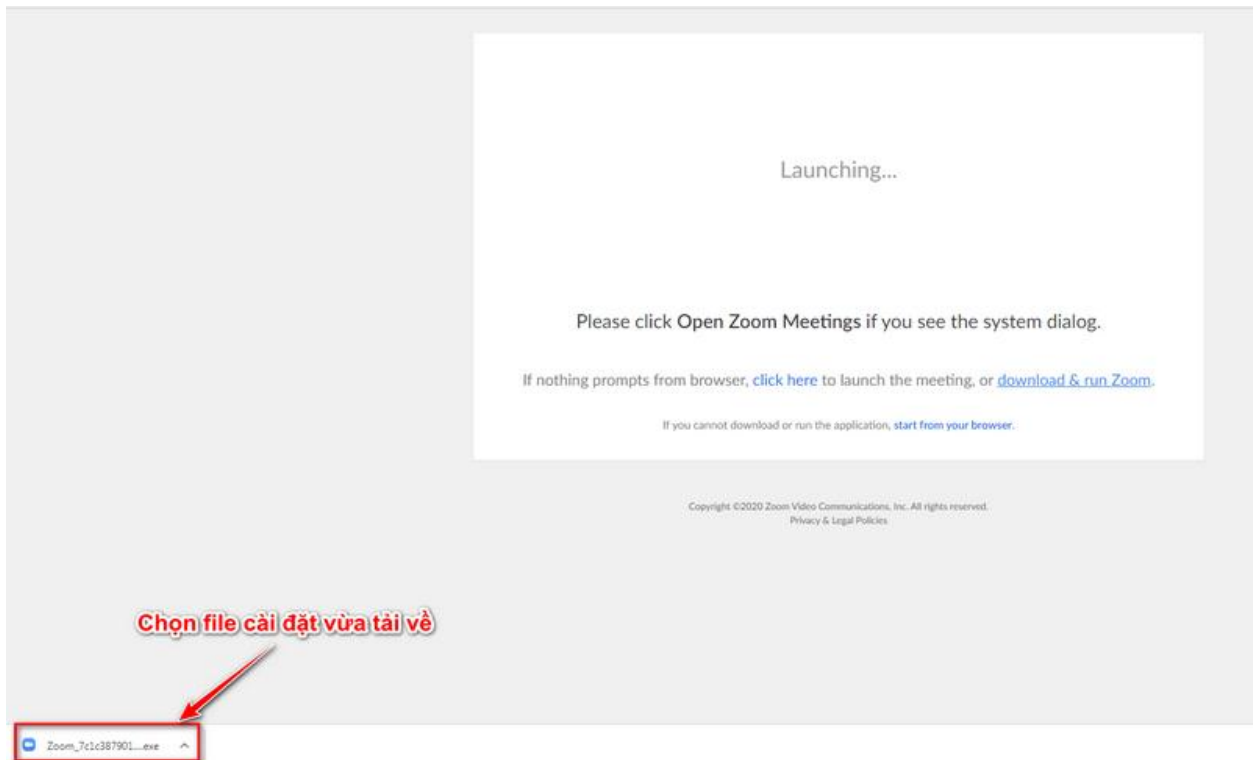 Launching...
Please click Open Zoom Meetings if you see the system dialog.
If nothing prompts from browser, click here to launch the meeting, or download & run Zoom.
If you cannot download or run the application, start from your browser.
Copyright ©2020 Zoom Video Communications, Inc. All rights reserved.
Privacy & Legal Policies
Chọn file cài đặt vừa tải về
Zoom_7c1c387901....exe